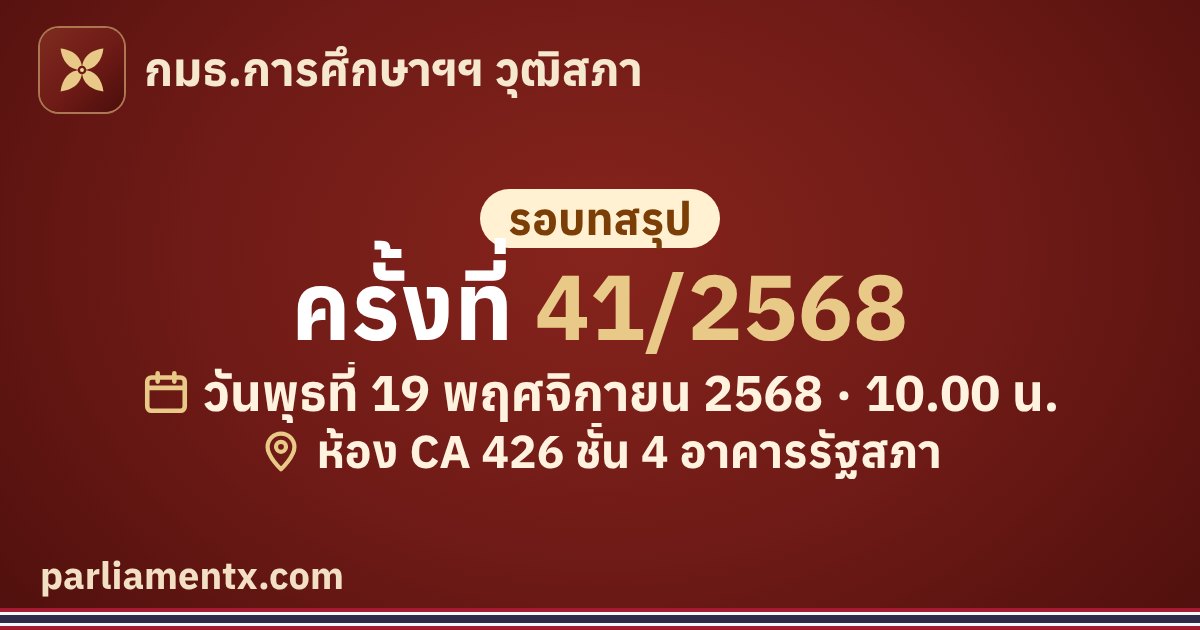 กมธ.การศึกษาฯฯ วุฒิสภา
รอบทสรุป
ครั้งที่ 41/2568
วันพุธที่ 19 พฤศจิกายน 2568 · 10.00 น.
ห้อง CA 426 ชั้น 4 อาคารรัฐสภา
parliamentx.com